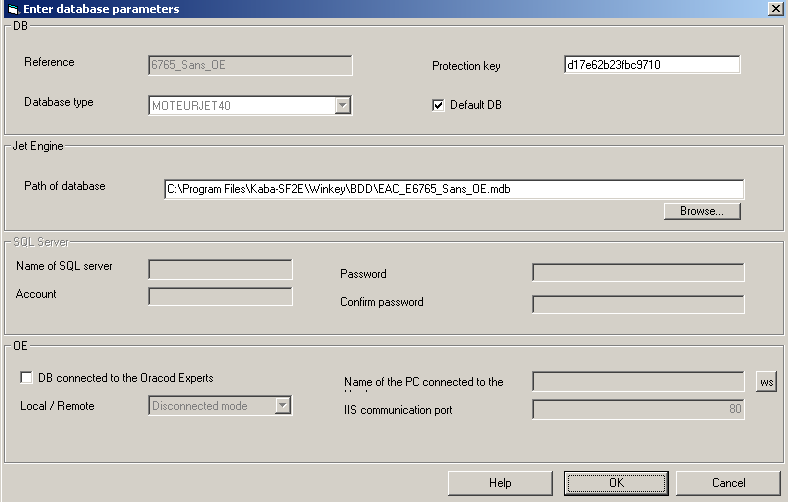 Enter database parameters
DB
Reference
6765_Sans_OE
Protection key
d17e62b23fbc9710
Database type
MOTEURJET40
Default DB
Jet Engine
Path of database
C:\Program Files\Kaba-SF2E\Winkey\BDD\EAC_E6765_Sans_OE.mdb
Browse...
SQL Server
Name of SQL server
Password
Account
Confirm password
OE
DB connected to the Oracod Experts
Name of the PC connected to the
ws
Local / Remote
Disconnected mode
IIS communication port
80
Help
OK
Cancel